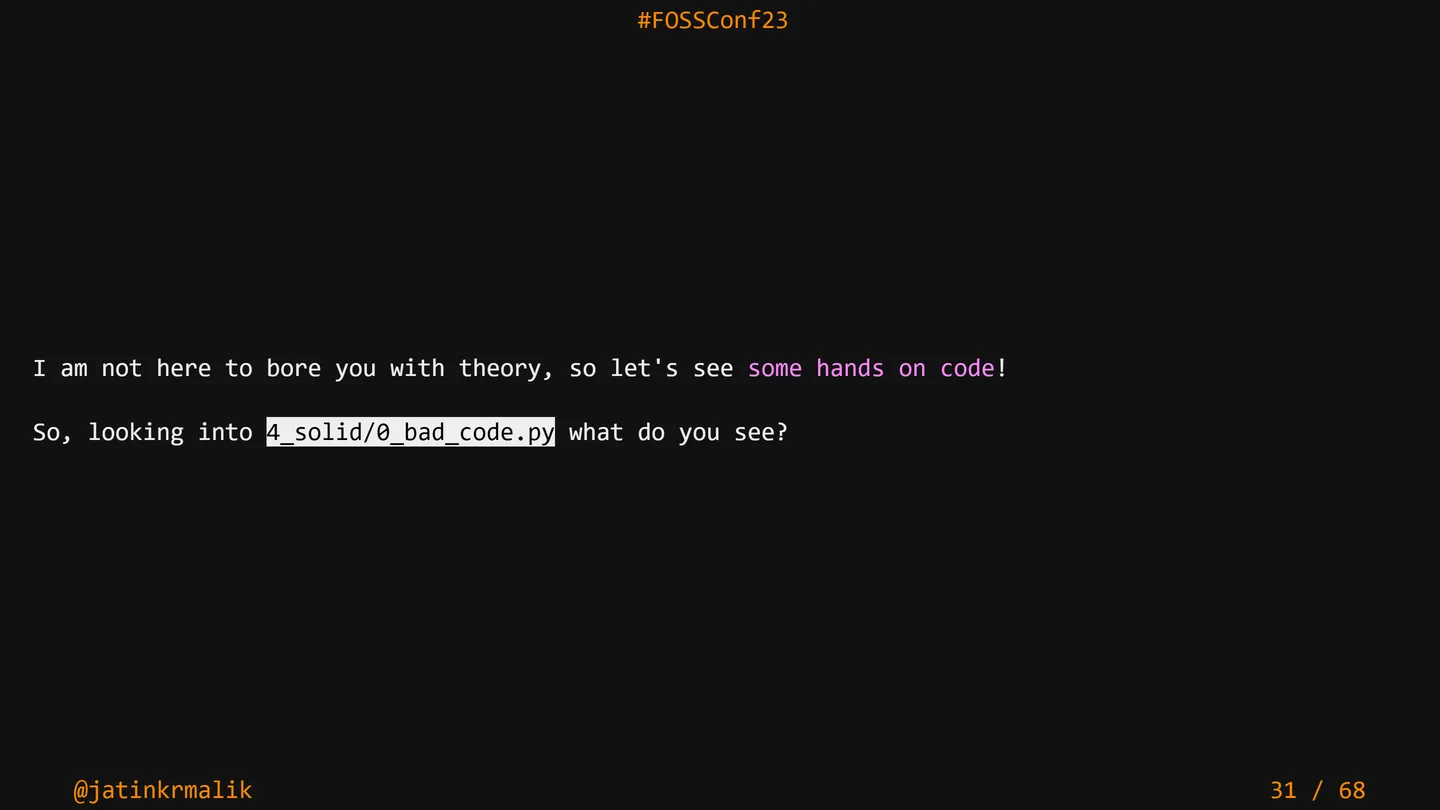 #FOSSConf23
I am not here to bore you with theory, so let's see some hands on code!
So, looking into 4_solid/0_bad_code.py what do you see?
@jatinkrmalik
31 / 68